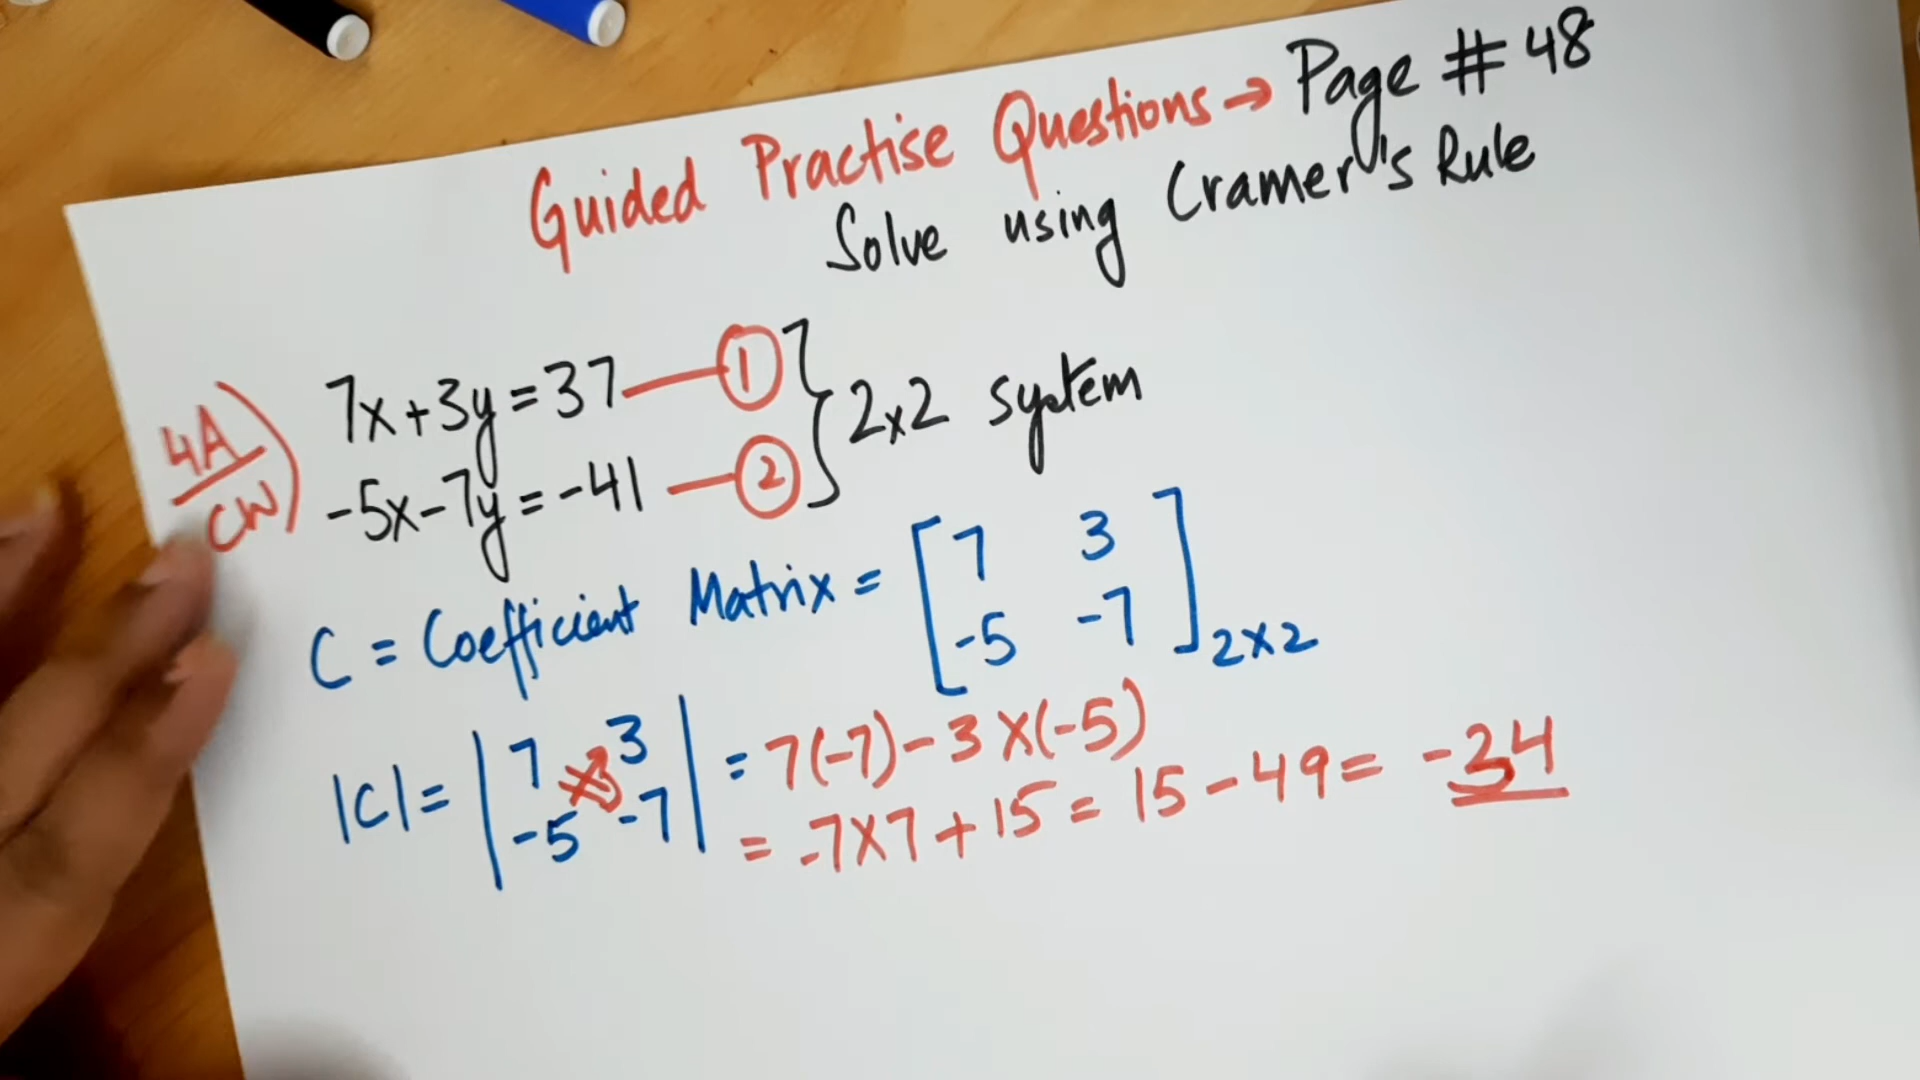 Guided Practise Questions → Page # 48
Solve using Cramer's Rule
4A/CW) 7x+3y=37 — ①
-5x-7y=-41 — ②
} 2x2 system
C = Coefficient Matrix = [7 3
-5 -7]2x2
|C| = |7 3
-5 -7| = 7(-7)-3x(-5)
= -7x7+15 = 15-49 = -34